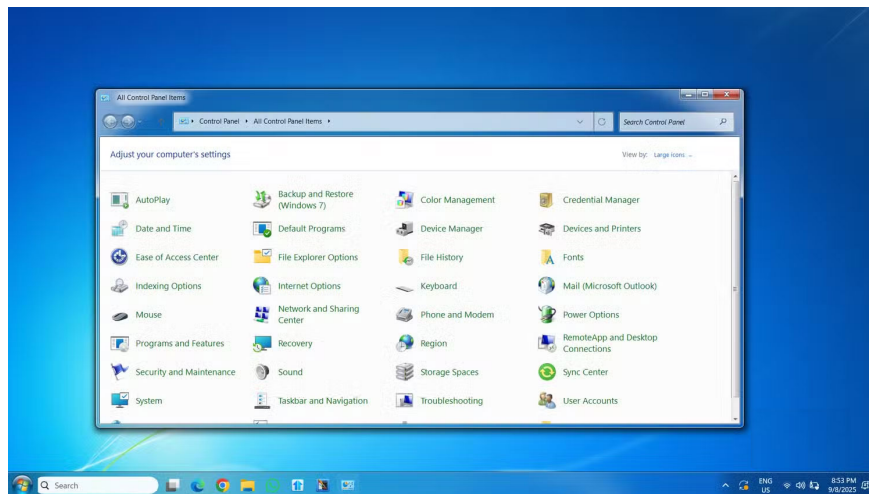 All Control Panel Items
Control Panel
All Control Panel Items
Search Control Panel
Adjust your computer's settings
View by:
Large icons
AutoPlay
Backup and Restore
(Windows 7)
Color Management
Credential Manager
Date and Time
Default Programs
Device Manager
Devices and Printers
Ease of Access Center
File Explorer Options
File History
Fonts
Indexing Options
Internet Options
Keyboard
Mail (Microsoft Outlook)
Mouse
Network and Sharing
Center
Phone and Modem
Power Options
Programs and Features
Recovery
Region
RemoteApp and Desktop
Connections
Security and Maintenance
Sound
Storage Spaces
Sync Center
System
Taskbar and Navigation
Troubleshooting
User Accounts
Search
ENG
US
8:53 PM
9/8/2025